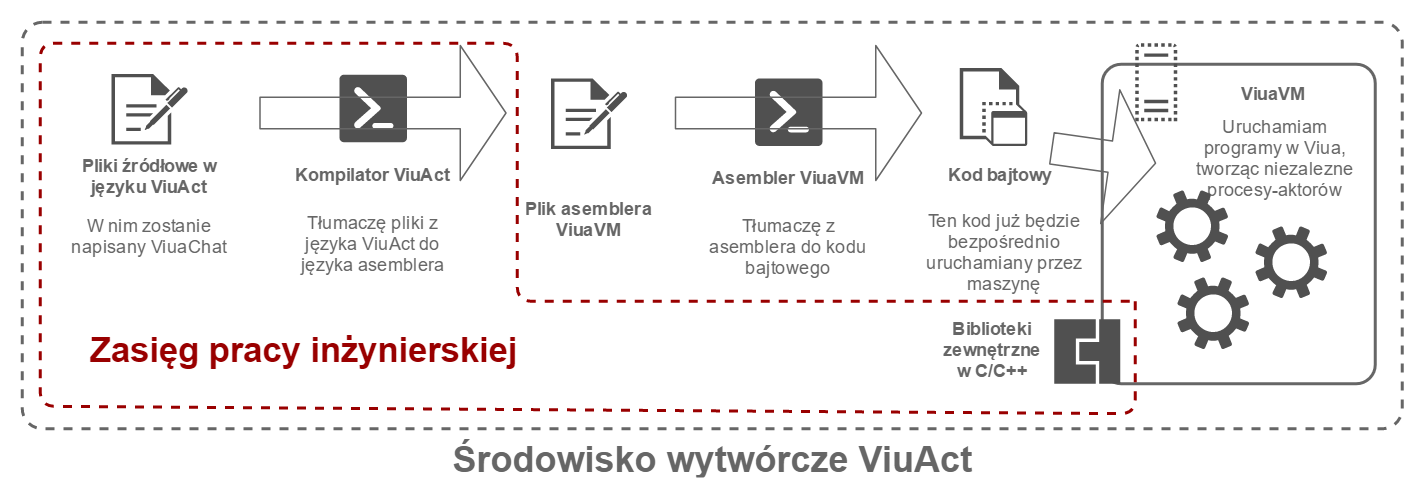 Pliki źródłowe w
języku ViuAct
W nim zostanie
napisany ViuaChat
Kompilator ViuAct
Tłumaczę pliki z
języka ViuAct do
języka asemblera
Plik asemblera
ViuaVM
Asembler ViuaVM
Tłumaczę z
asemblera do kodu
bajtowego
Kod bajtowy
Ten kod już będzie
bezpośrednio
uruchamiany przez
maszynę
ViuaVM
Uruchamiam
programy w Viua,
tworząc niezalezne
procesy-aktorów
Biblioteki
zewnętrzne
w C/C++
Zasięg pracy inżynierskiej
Środowisko wytwórcze ViuAct